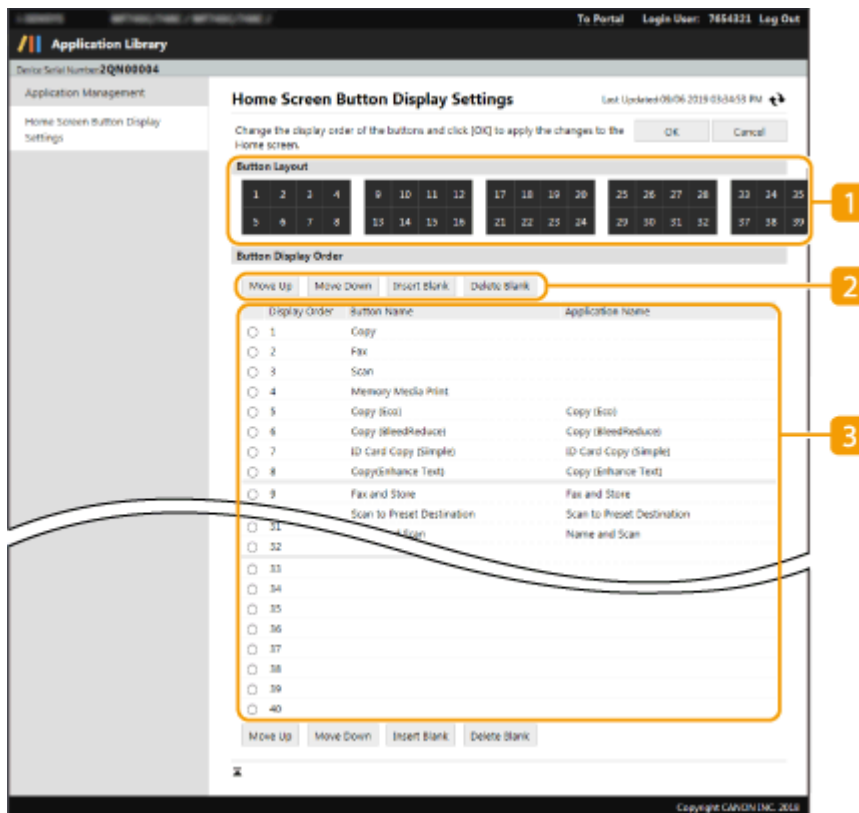 To Portal Login User: 7654321 Log Out
Application Library
Device Serial Number:2QN00004
Application Management
Home Screen Button Display Settings
Home Screen Button Display Settings
Last Updated:09/06 2019 03:34:53 PM
Change the display order of the buttons and click [OK] to apply the changes to the Home screen.
OK Cancel
Button Layout
1 2 3 4 9 10 11 12 17 18 19 20 25 26 27 28 33 34 35
5 6 7 8 13 14 15 16 21 22 23 24 29 30 31 32 37 38 39
1
Button Display Order
Move Up Move Down Insert Blank Delete Blank
2
Display Order Button Name Application Name
1 Copy
2 Fax
3 Scan
4 Memory Media Print
5 Copy (Eco) Copy (Eco)
6 Copy (BleedReduce) Copy (BleedReduce)
3
7 ID Card Copy (Simple) ID Card Copy (Simple)
8 Copy(Enhance Text) Copy (Enhance Text)
9 Fax and Store Fax and Store
Scan to Preset Destination Scan to Preset Destination
31 Scan Name and Scan
32
33
34
35
36
37
38
39
40
Move Up Move Down Insert Blank Delete Blank
Copyright CANON INC. 2018